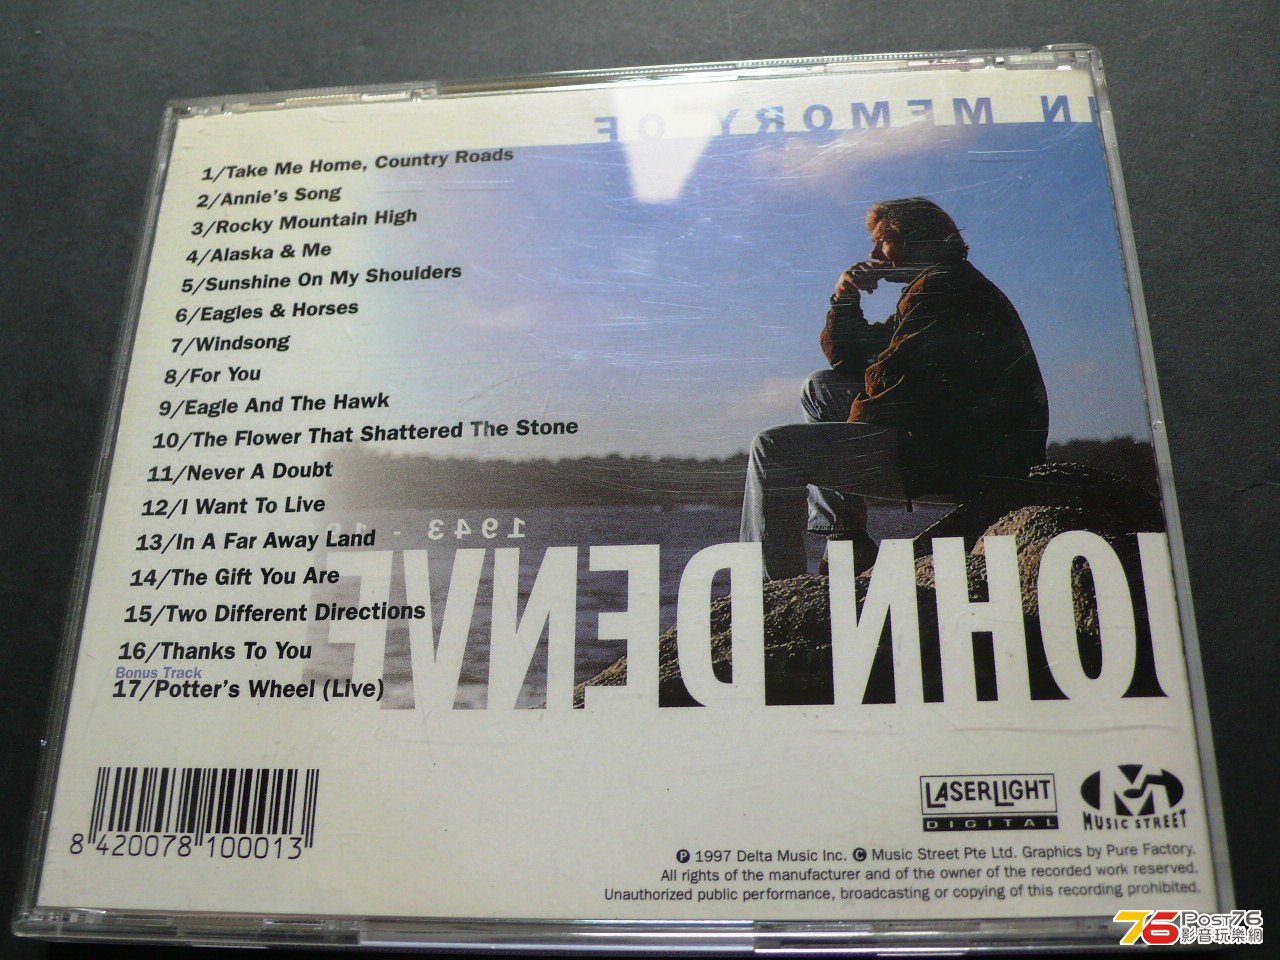 IN MEMORY OF
1/Take Me Home, Country Roads
2/Annie's Song
3/Rocky Mountain High
4/Alaska & Me
5/Sunshine On My Shoulders
6/Eagles & Horses
7/Windsong
8/For You
9/Eagle And The Hawk
10/The Flower That Shattered The Stone
11/Never A Doubt
12/I Want To Live
13/In A Far Away Land
14/The Gift You Are
15/Two Different Directions
16/Thanks To You
Bonus Track
17/Potter's Wheel (Live)
1943 - 19
JOHN DENVE
8 420078 100013
LASERLIGHT
DIGITAL
MUSIC STREET
Ⓟ 1997 Delta Music Inc. © Music Street Pte Ltd. Graphics by Pure Factory.
All rights of the manufacturer and of the owner of the recorded work reserved.
Unauthorized public performance, broadcasting or copying of this recording prohibited.
76 Post76
影音玩樂網